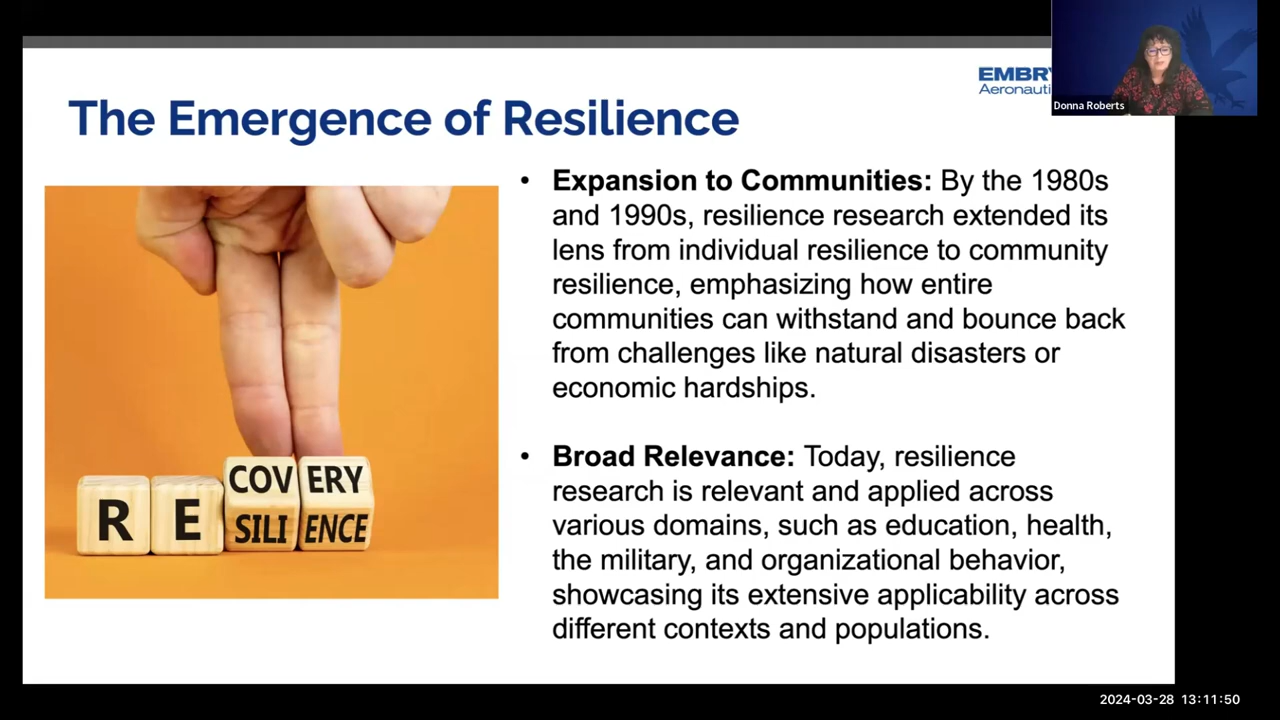 EMBRY
Aeronauti
Donna Roberts
The Emergence of Resilience
• Expansion to Communities: By the 1980s
and 1990s, resilience research extended its
lens from individual resilience to community
resilience, emphasizing how entire
communities can withstand and bounce back
from challenges like natural disasters or
economic hardships.
• Broad Relevance: Today, resilience
research is relevant and applied across
various domains, such as education, health,
the military, and organizational behavior,
showcasing its extensive applicability across
different contexts and populations.
COV ERY
R E SILI ENCE
2024-03-28 13:11:50